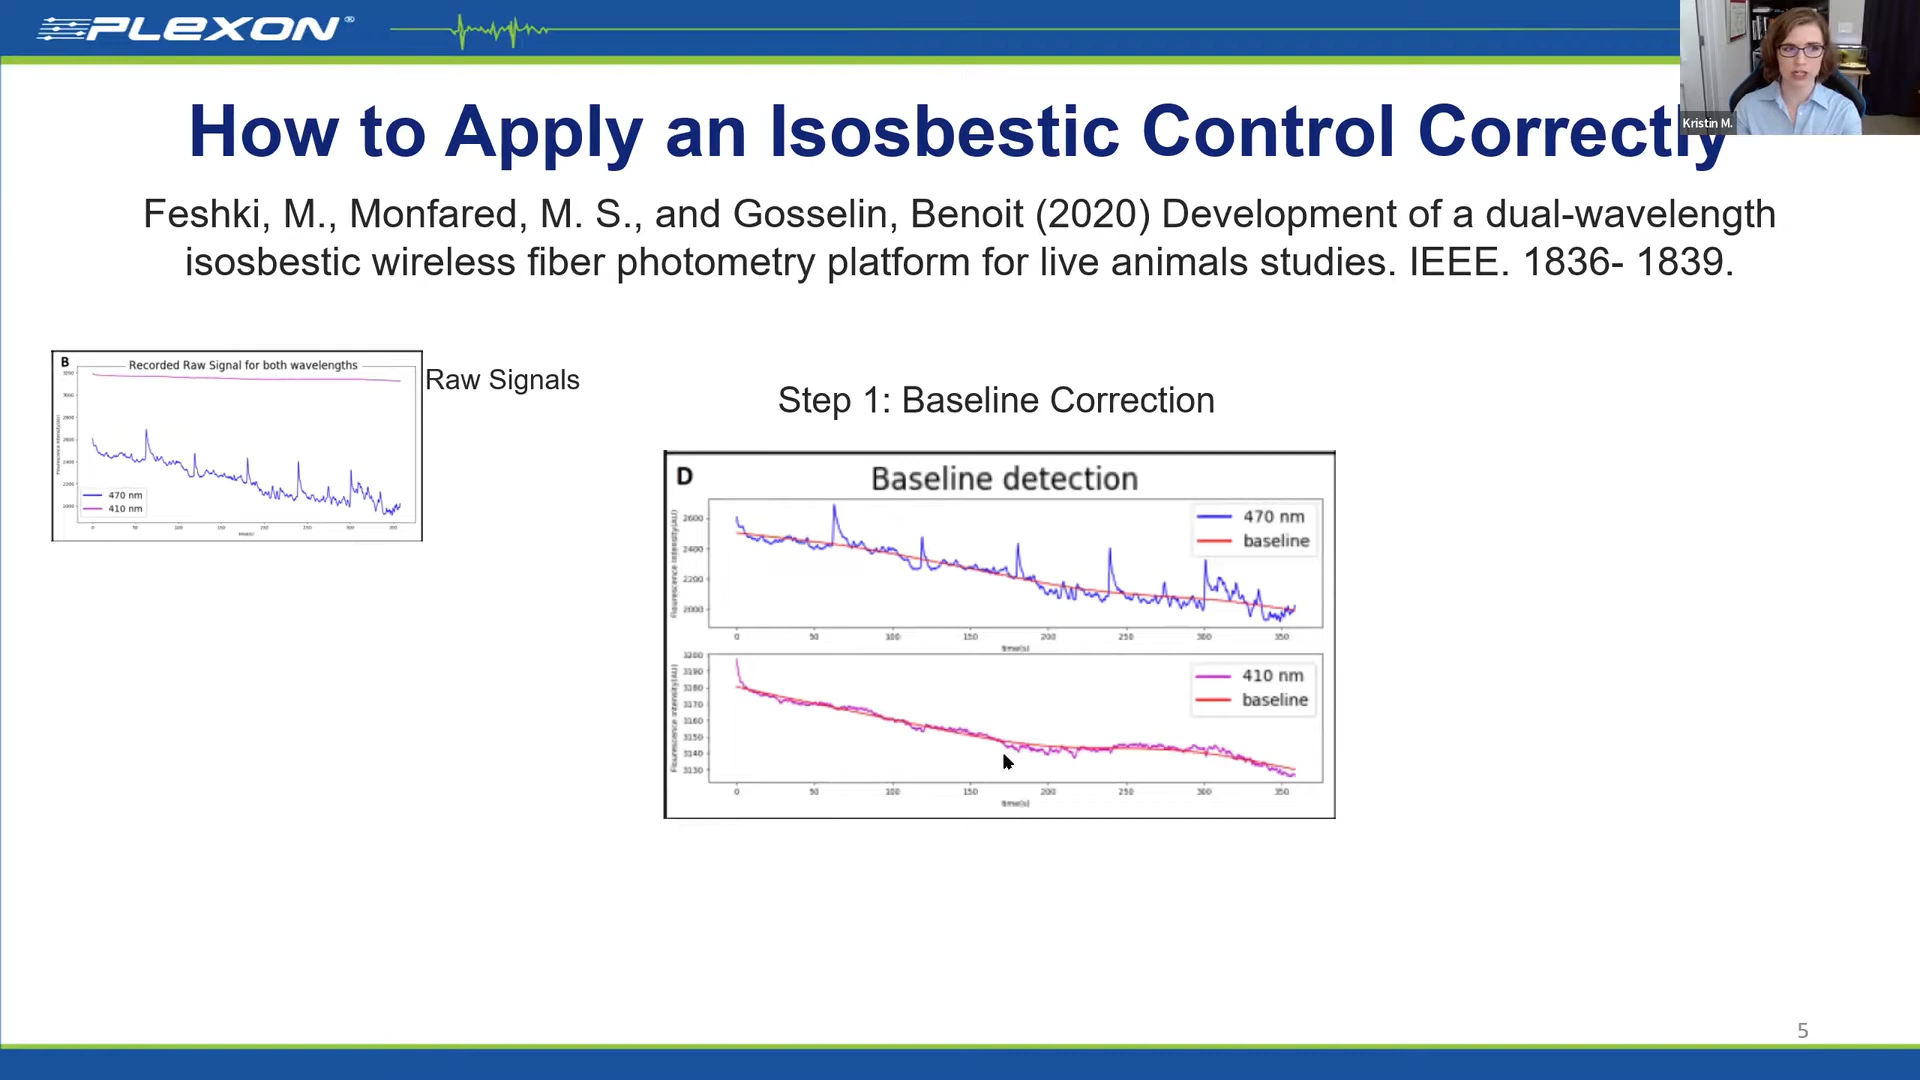 PLEXON®
Kristin M.
How to Apply an Isosbestic Control Correctly
Feshki, M., Monfared, M. S., and Gosselin, Benoit (2020) Development of a dual-wavelength
isosbestic wireless fiber photometry platform for live animals studies. IEEE. 1836- 1839.
B
Recorded Raw Signal for both wavelengths
470 nm
410 nm
Raw Signals
Step 1: Baseline Correction
D
Baseline detection
2600
2400
2200
2000
470 nm
baseline
0 50 100 150 200 250 300 350
time(s)
3200
3190
3180
3170
3160
3150
3140
3130
410 nm
baseline
0 50 100 150 200 250 300 350
time(s)
5